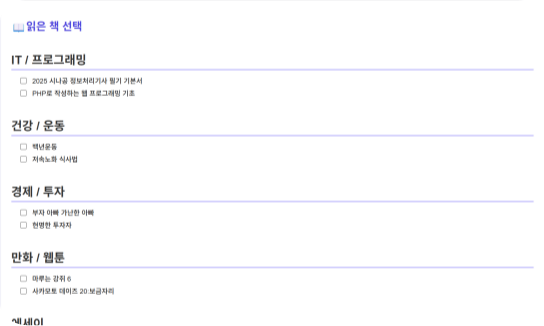 📖 읽은 책 선택
IT / 프로그래밍
2025 시나공 정보처리기사 필기 기본서
PHP로 작성하는 웹 프로그래밍 기초
건강 / 운동
백년운동
저속노화 식사법
경제 / 투자
부자 아빠 가난한 아빠
현명한 투자자
만화 / 웹툰
마루는 강쥐 6
사카모토 데이즈 20:보금자리
에세이